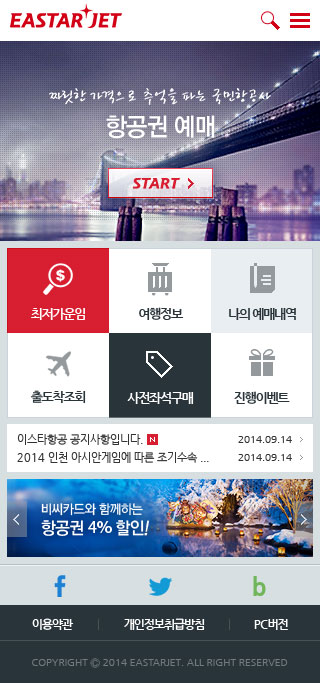 EASTAR JET
찌릿한 가격으로 추억을 파는 국민항공사
항공권 예매
START
최저가운임
여행정보
나의 예매내역
출도착조회
사전좌석구매
진행이벤트
이스타항공 공지사항입니다. N 2014.09.14
2014 인천 아시안게임에 따른 조기수속 ... 2014.09.14
비씨카드와 함께하는
항공권 4% 할인!
이용약관
개인정보취급방침
PC버전
COPYRIGHT © 2014 EASTARJET. ALL RIGHT RESERVED